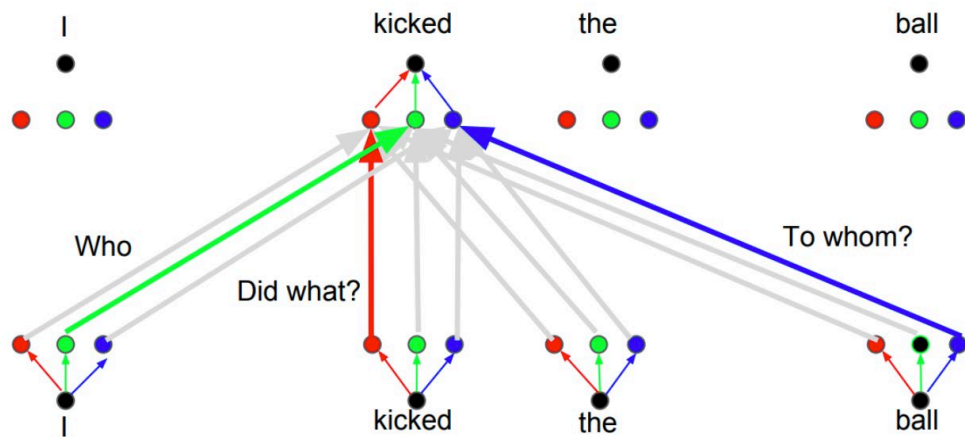 I kicked the ball
Who
To whom?
Did what?
I kicked the ball